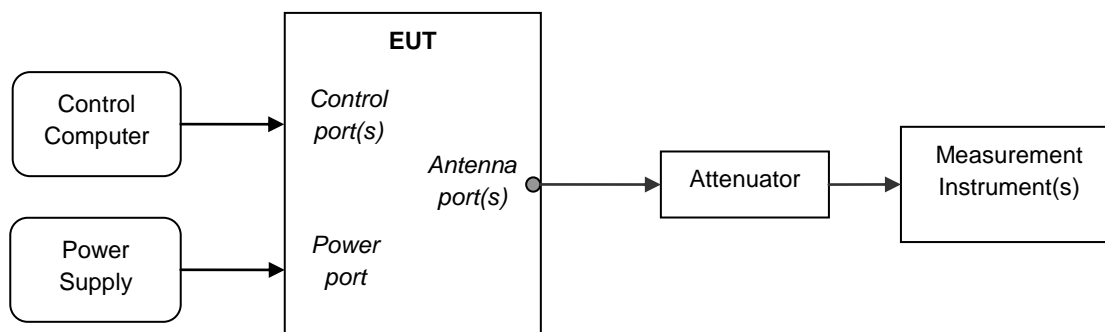 EUT
Control
Computer
Control
port(s)
Antenna
port(s)
Attenuator
Measurement
Instrument(s)
Power
Supply
Power
port